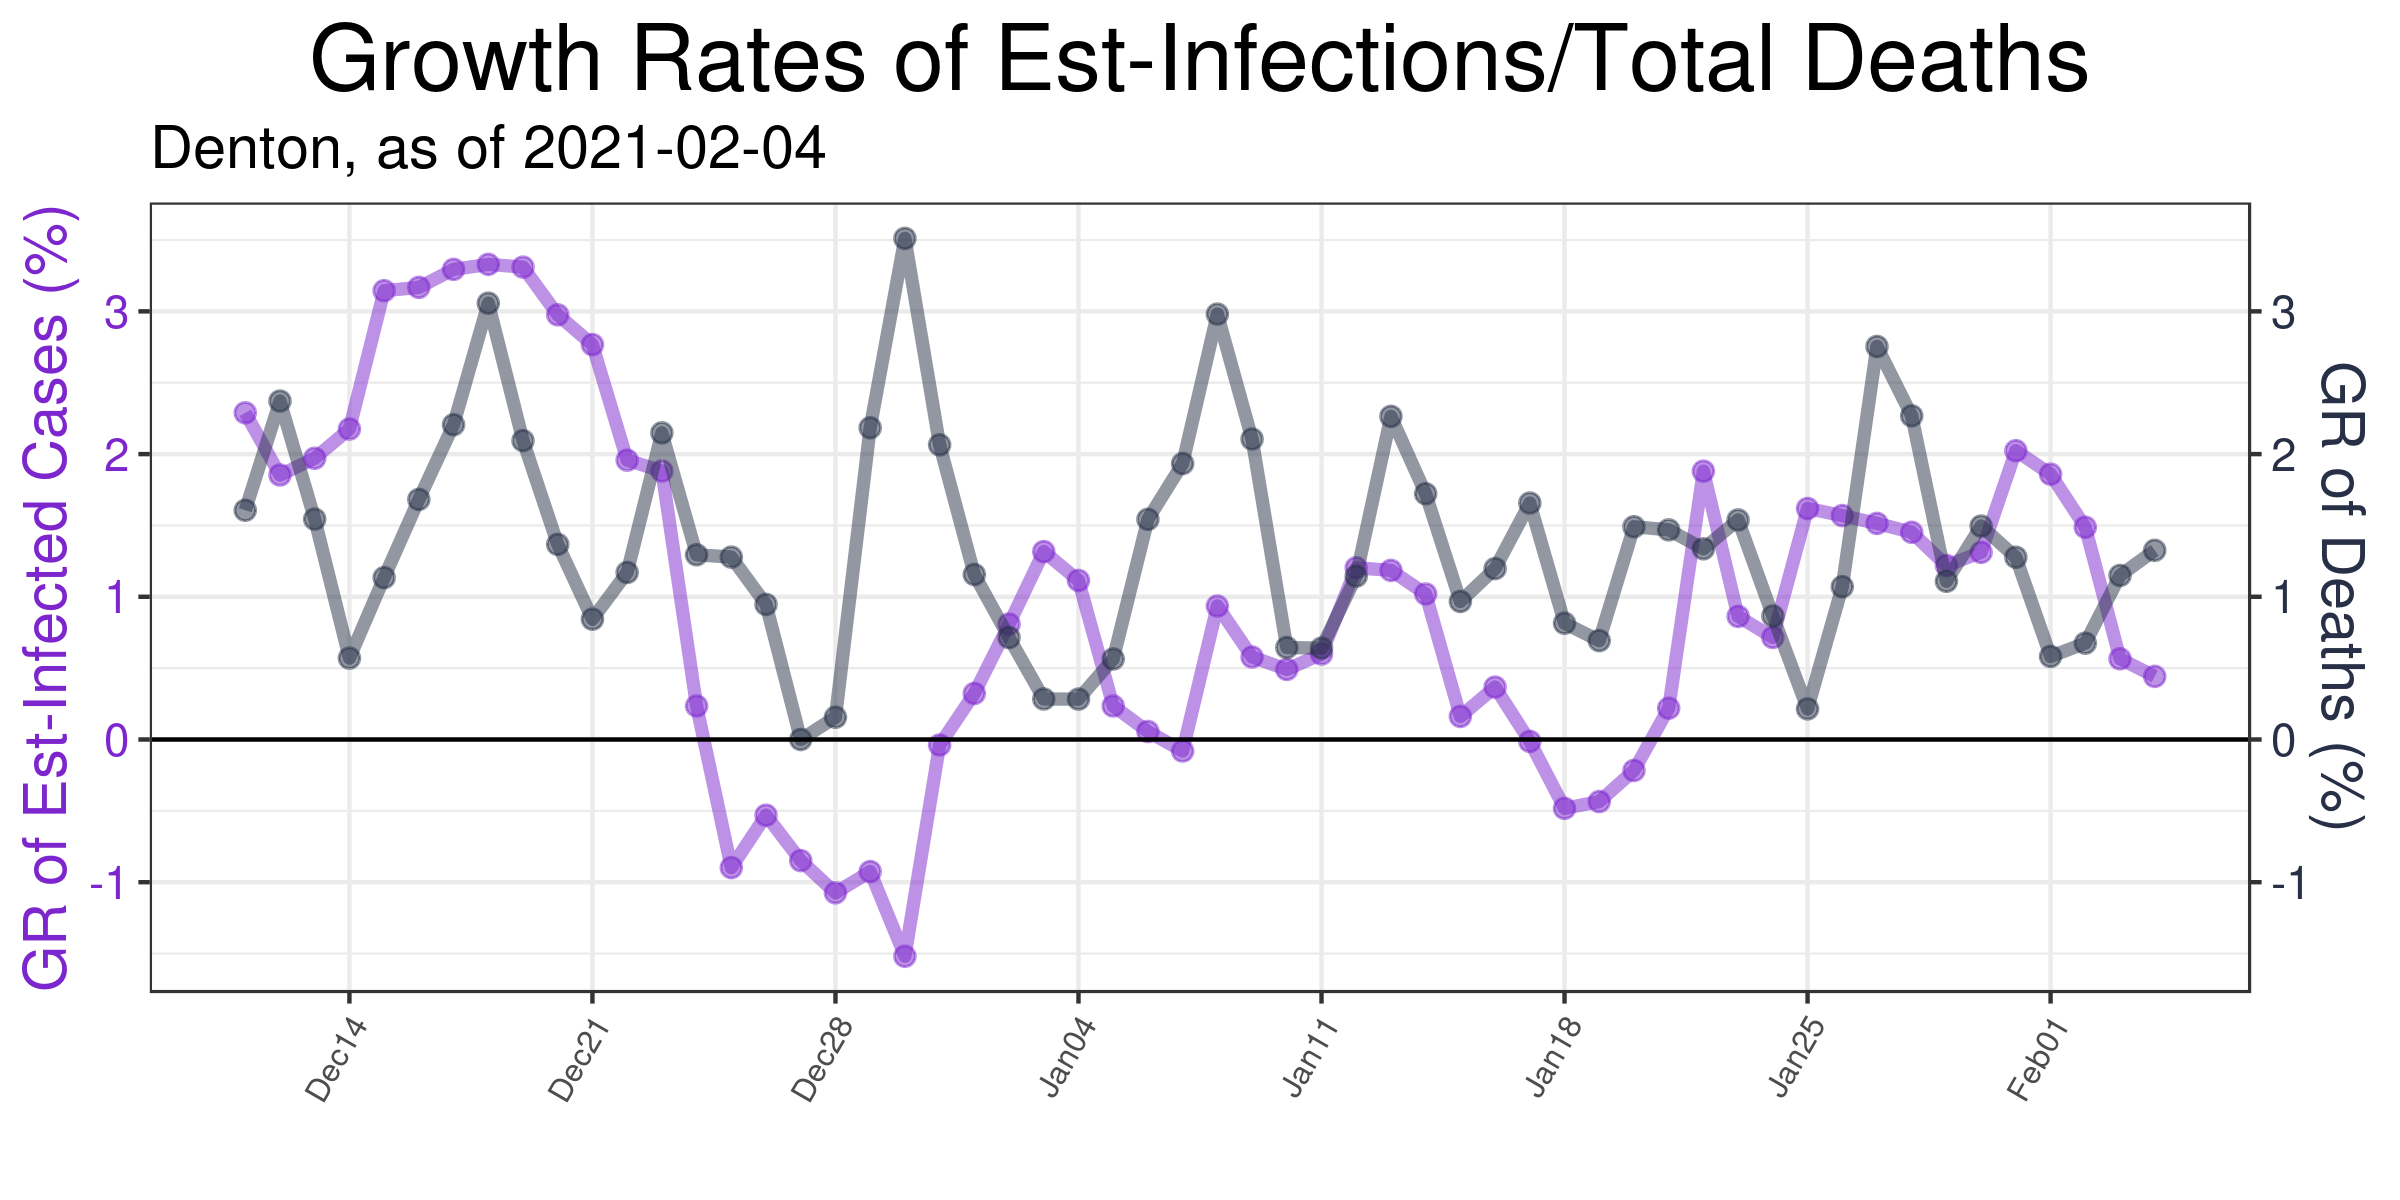 Growth Rates of Est-Infections/Total Deaths
Denton, as of 2021-02-04
GR of Est-Infected Cases (%)
3
2
1
0
-1
3
2
1
0
-1
GR of Deaths (%)
Dec14
Dec21
Dec28
Jan04
Jan11
Jan18
Jan25
Feb01